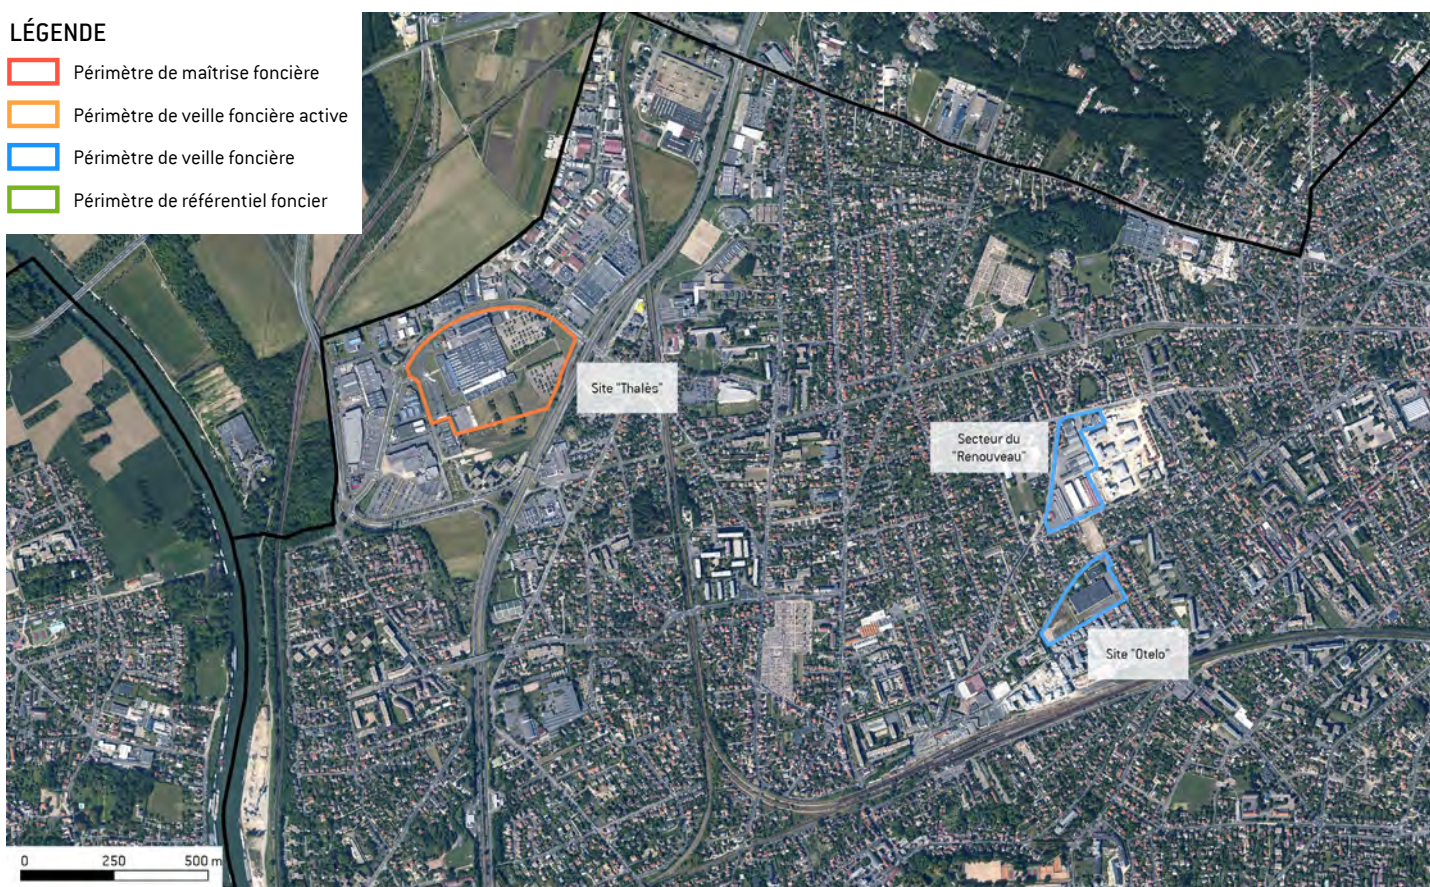 LÉGENDE
Périmètre de maîtrise foncière
Périmètre de veille foncière active
Périmètre de veille foncière
Périmètre de référentiel foncier
Site "Thalès"
Secteur du
"Renouveau"
Site "Otelo"
0 250 500 m